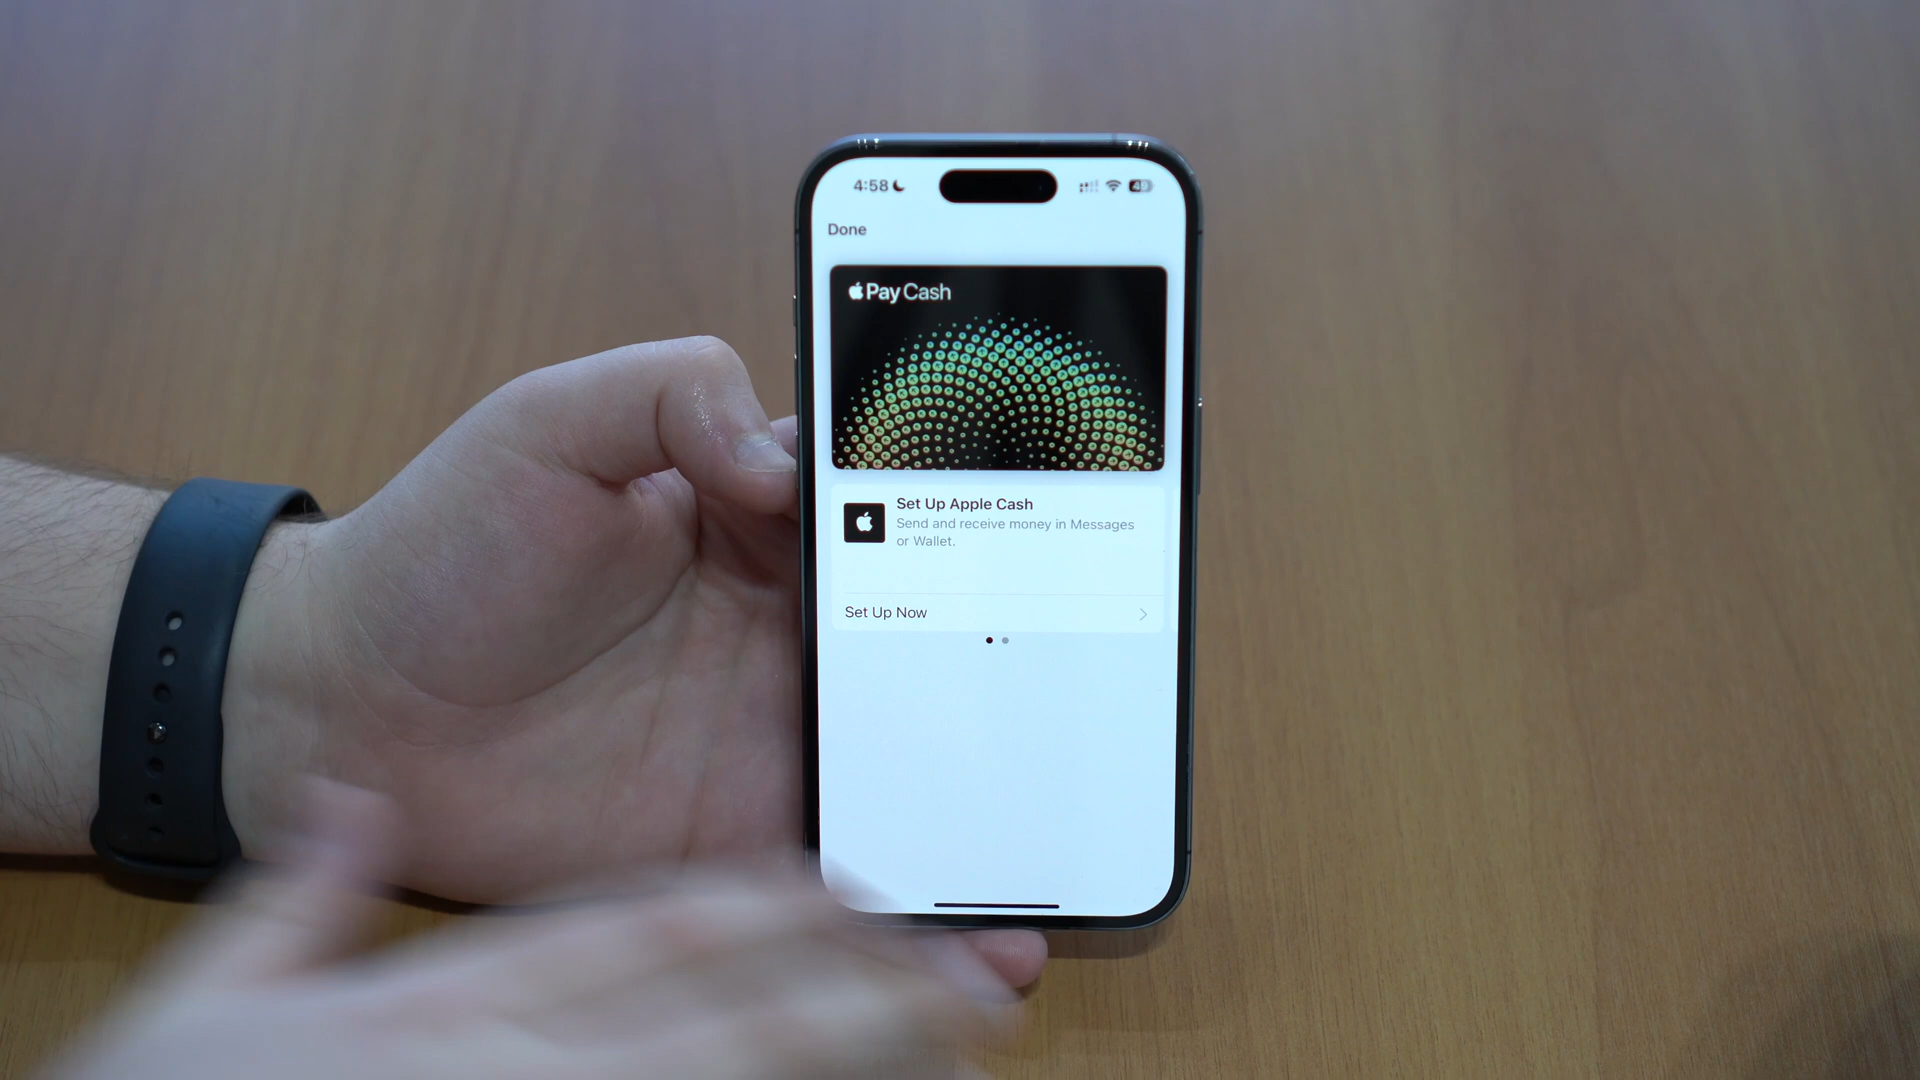 4:58
49
Done
Pay Cash
Set Up Apple Cash
Send and receive money in Messages
or Wallet.
Set Up Now